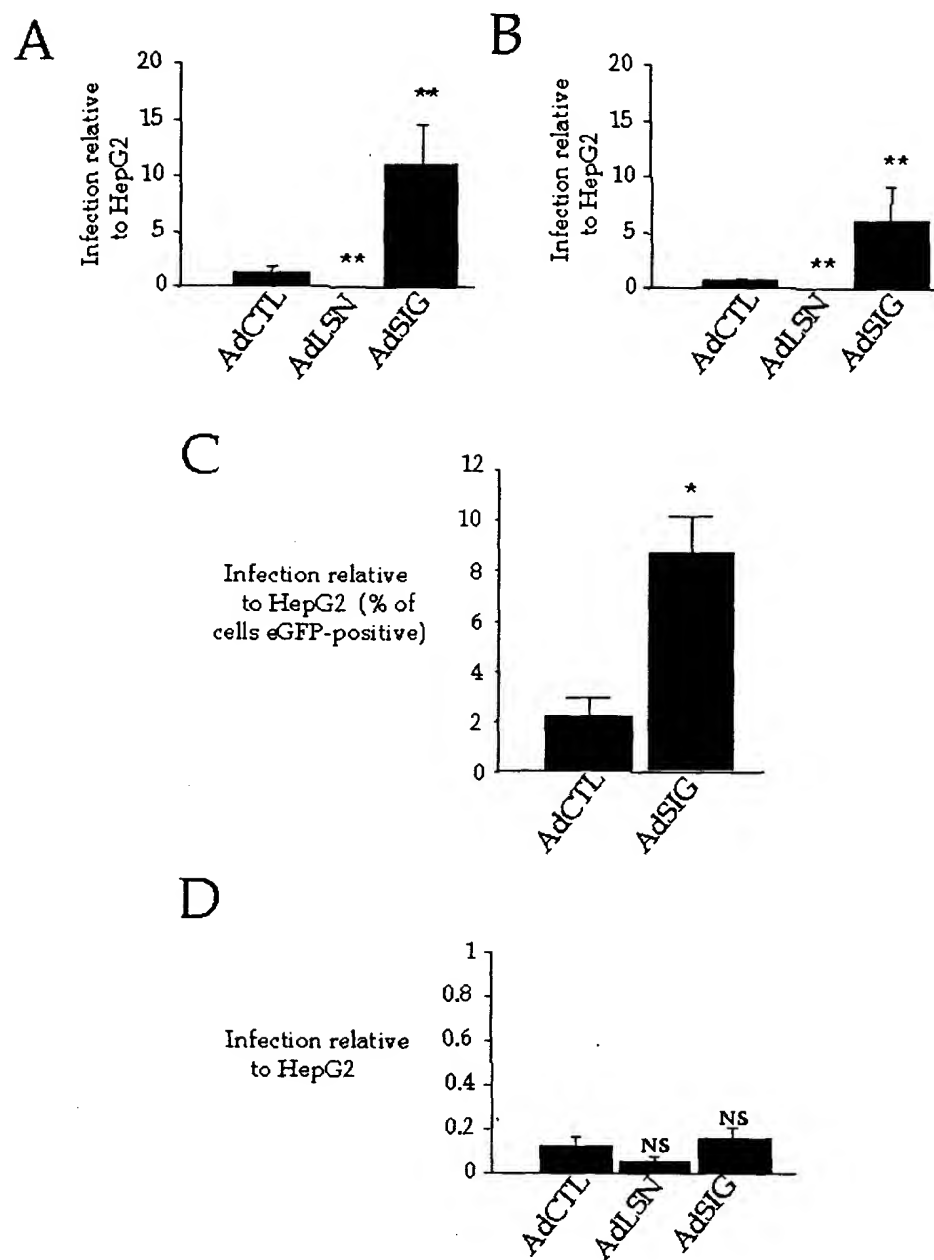 A
Infection relative
to HepG2
20
15
10
5
0
**
**
AdCTL
AdLSN
AdSIG
B
Infection relative
to HepG2
20
15
10
5
0
**
**
AdCTL
AdLSN
AdSIG
C
Infection relative
to HepG2 (% of
cells eGFP-positive)
12
10
8
6
4
2
0
*
AdCTL
AdSIG
D
Infection relative
to HepG2
1
0.8
0.6
0.4
0.2
0
NS
NS
AdCTL
AdLSN
AdSIG